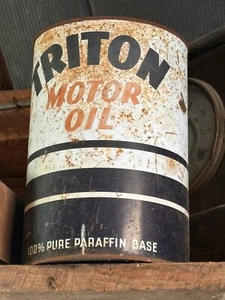 TRITON
MOTOR
OIL
100% PURE PARAFFIN BASE